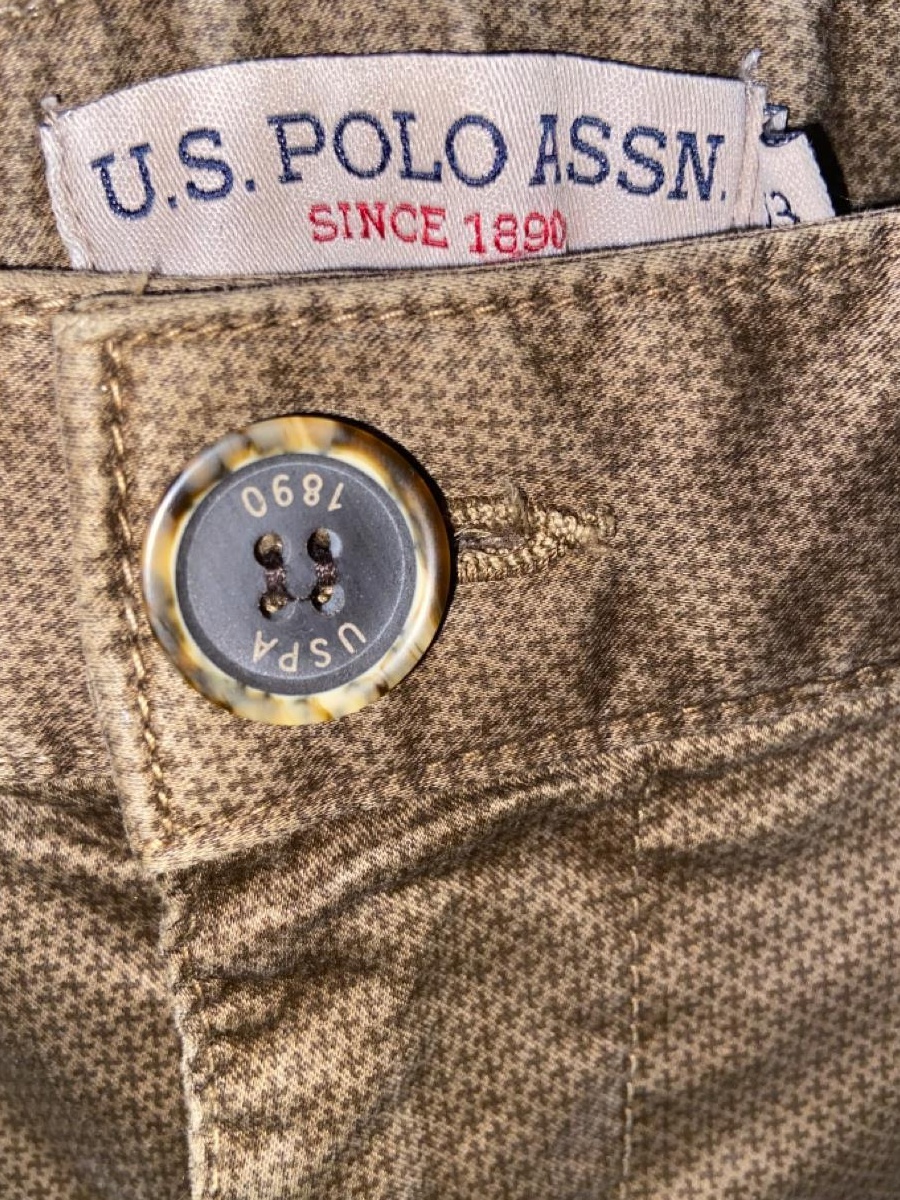 U.S. POLO ASSN.
SINCE 1890
1890
USPA